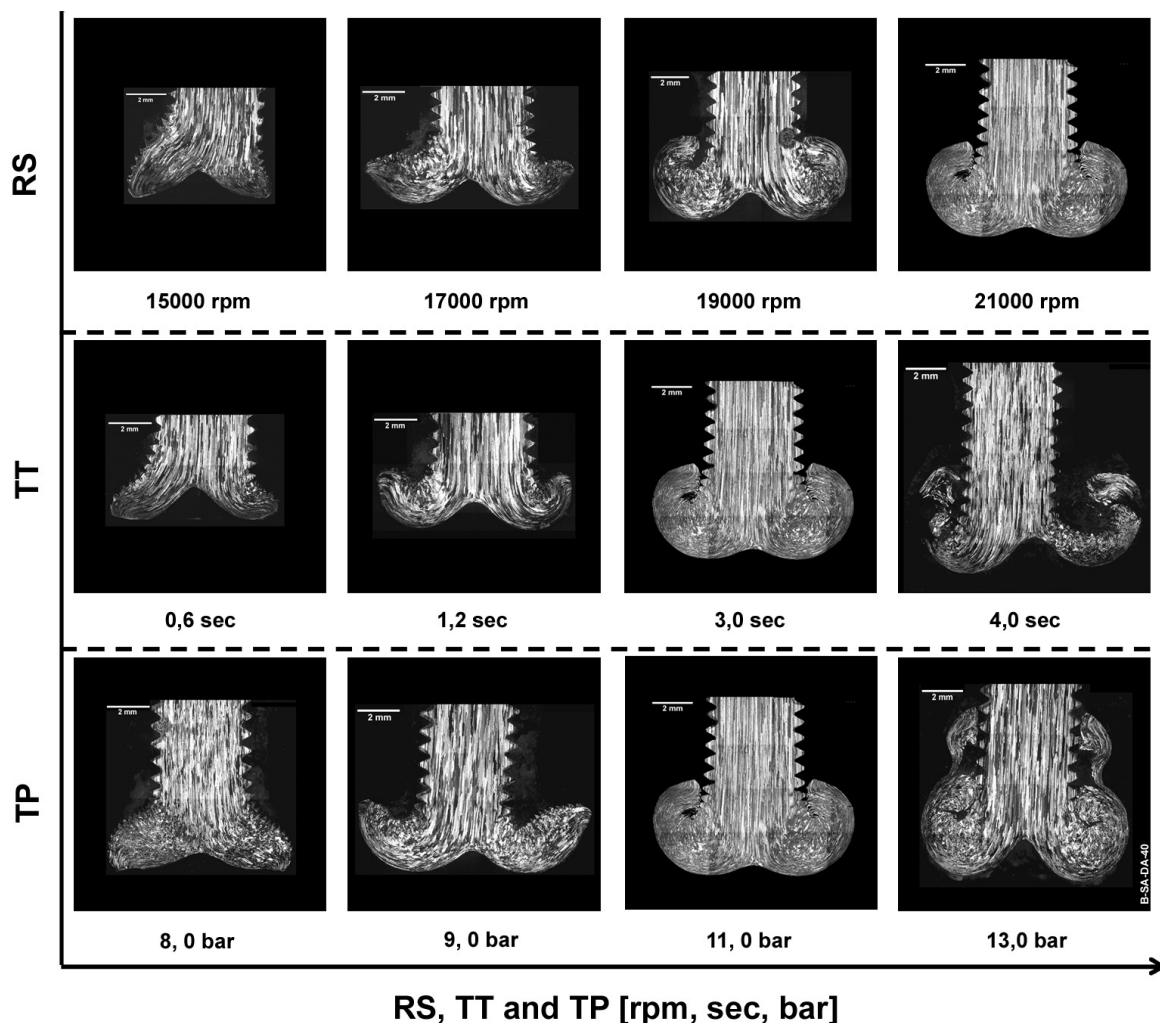 RS
2 mm
2 mm
2 mm
2 mm
15000 rpm
17000 rpm
19000 rpm
21000 rpm
TT
2 mm
2 mm
2 mm
2 mm
0,6 sec
1,2 sec
3,0 sec
4,0 sec
TP
2 mm
2 mm
2 mm
2 mm
B-SA-DA-40
8, 0 bar
9, 0 bar
11, 0 bar
13,0 bar
RS, TT and TP [rpm, sec, bar]